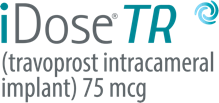 iDose® TR
(travoprost intracameral
implant) 75 mcg